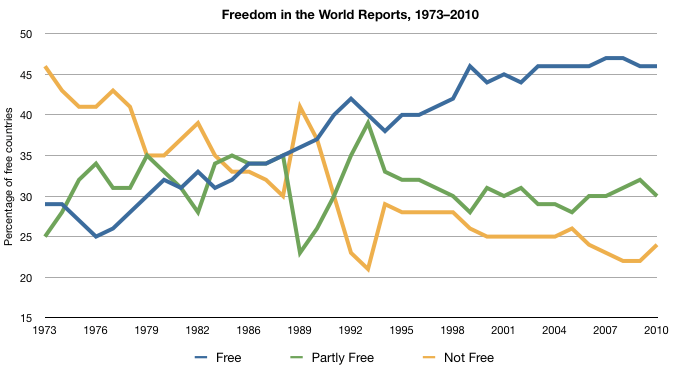 Freedom in the World Reports, 1973–2010
Percentage of free countries
50
45
40
35
30
25
20
15
1973 1976 1979 1982 1986 1989 1992 1995 1998 2001 2004 2007 2010
Free Partly Free Not Free